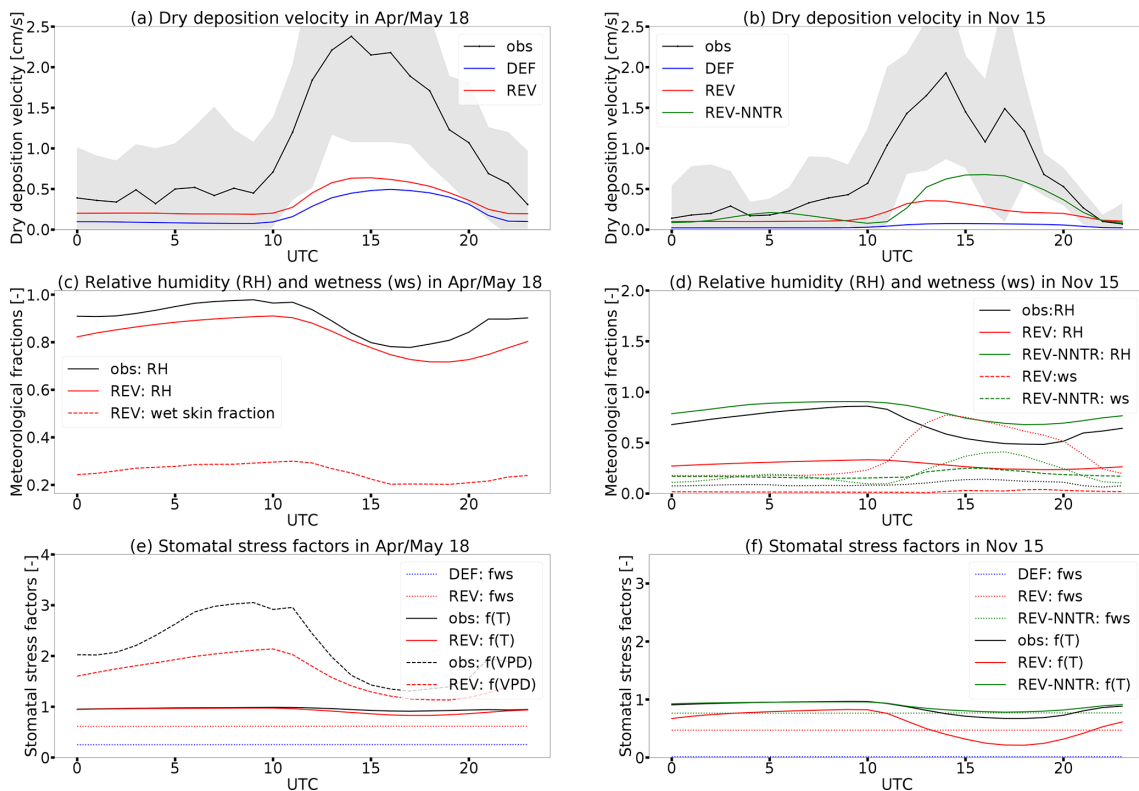 (a) Dry deposition velocity in Apr/May 18
Dry deposition velocity [cm/s]
2.5
2.0
1.5
1.0
0.5
0.0
obs
DEF
REV
0 5 10 15 20
UTC
(b) Dry deposition velocity in Nov 15
Dry deposition velocity [cm/s]
2.5
2.0
1.5
1.0
0.5
0.0
obs
DEF
REV
REV-NNTR
0 5 10 15 20
UTC
(c) Relative humidity (RH) and wetness (ws) in Apr/May 18
Meteorological fractions [-]
1.0
0.8
0.6
0.4
0.2
obs: RH
REV: RH
REV: wet skin fraction
0 5 10 15 20
UTC
(d) Relative humidity (RH) and wetness (ws) in Nov 15
Meteorological fractions [-]
2.0
1.5
1.0
0.5
0.0
obs:RH
REV: RH
REV-NNTR: RH
REV:ws
REV-NNTR: ws
0 5 10 15 20
UTC
(e) Stomatal stress factors in Apr/May 18
Stomatal stress factors [-]
4
3
2
1
0
DEF: fws
REV: fws
obs: f(T)
REV: f(T)
obs: f(VPD)
REV: f(VPD)
0 5 10 15 20
UTC
(f) Stomatal stress factors in Nov 15
Stomatal stress factors [-]
3
2
1
0
DEF: fws
REV: fws
REV-NNTR: fws
obs: f(T)
REV: f(T)
REV-NNTR: f(T)
0 5 10 15 20
UTC